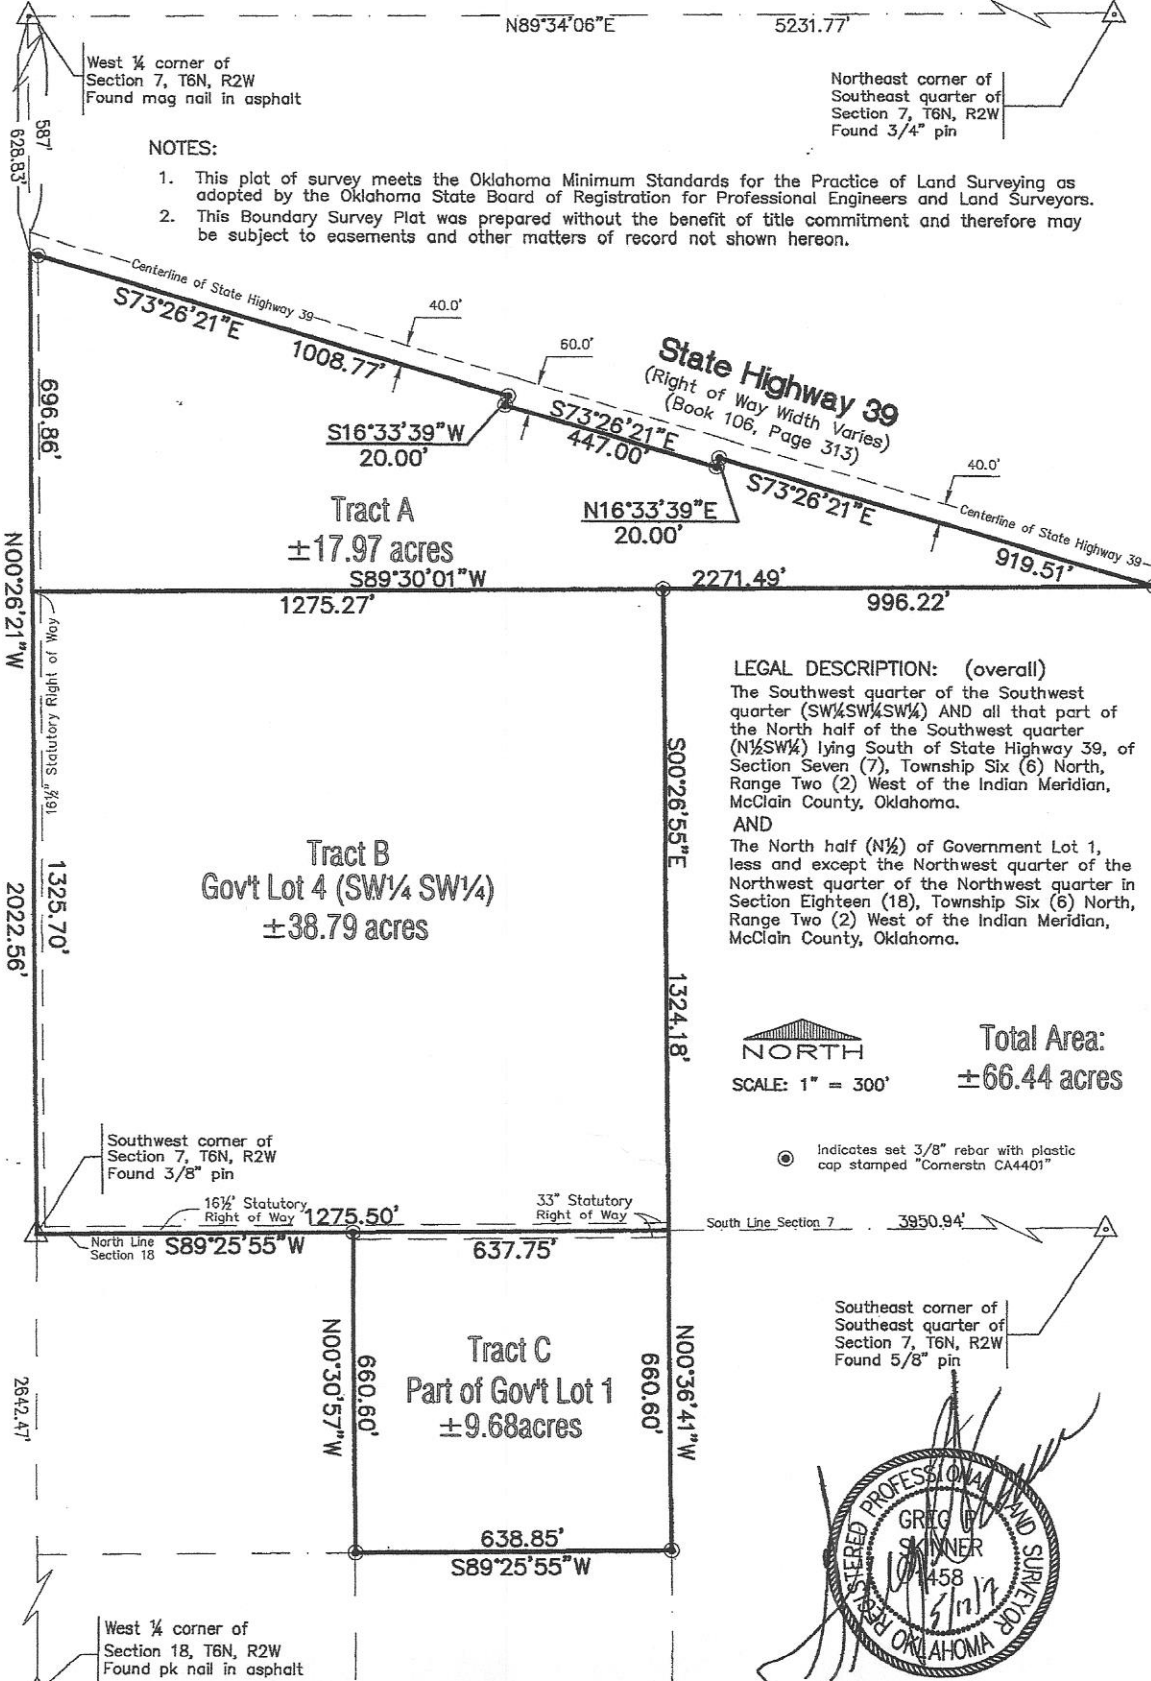 N89°34'06"E 5231.77'
West ¼ corner of
Section 7, T6N, R2W
Found mag nail in asphalt
Northeast corner of
Southeast quarter of
Section 7, T6N, R2W
Found 3/4" pin
587'
628.83'
NOTES:
1. This plat of survey meets the Oklahoma Minimum Standards for the Practice of Land Surveying as
adopted by the Oklahoma State Board of Registration for Professional Engineers and Land Surveyors.
2. This Boundary Survey Plat was prepared without the benefit of title commitment and therefore may
be subject to easements and other matters of record not shown hereon.
Centerline of State Highway 39
S73°26'21"E
1008.77'
40.0'
60.0'
State Highway 39
(Right of Way Width Varies)
(Book 106, Page 313)
S73°26'21"E
447.00'
S16°33'39"W
20.00'
N16°33'39"E
20.00'
S73°26'21"E
40.0'
Centerline of State Highway 39
919.51'
696.86'
Tract A
±17.97 acres
S89°30'01"W 2271.49'
1275.27' 996.22'
N00°26'21"W
2022.56'
16½" Statutory Right of Way
1325.70'
LEGAL DESCRIPTION: (overall)
The Southwest quarter of the Southwest
quarter (SW¼SW¼SW¼) AND all that part of
the North half of the Southwest quarter
(N½SW¼) lying South of State Highway 39, of
Section Seven (7), Township Six (6) North,
Range Two (2) West of the Indian Meridian,
McClain County, Oklahoma.
AND
The North half (N½) of Government Lot 1,
less and except the Northwest quarter of the
Northwest quarter of the Northwest quarter in
Section Eighteen (18), Township Six (6) North,
Range Two (2) West of the Indian Meridian,
McClain County, Oklahoma.
S00°26'55"E
1324.18'
Tract B
Gov't Lot 4 (SW¼ SW¼)
±38.79 acres
NORTH
SCALE: 1" = 300'
Total Area:
±66.44 acres
Indicates set 3/8" rebar with plastic
cap stamped "Cornerstn CA4401"
Southwest corner of
Section 7, T6N, R2W
Found 3/8" pin
16½' Statutory
Right of Way
1275.50'
33" Statutory
Right of Way
South Line Section 7 3950.94'
North Line
Section 18
S89°25'55"W
637.75'
Southeast corner of
Southeast quarter of
Section 7, T6N, R2W
Found 5/8" pin
N00°30'57"W
660.60'
Tract C
Part of Gov't Lot 1
±9.68acres
N00°36'41"W
660.60'
2642.47'
638.85'
S89°25'55"W
REGISTERED PROFESSIONAL LAND SURVEYOR
GREG P
SKINNER
1458
OKLAHOMA
West ¼ corner of
Section 18, T6N, R2W
Found pk nail in asphalt